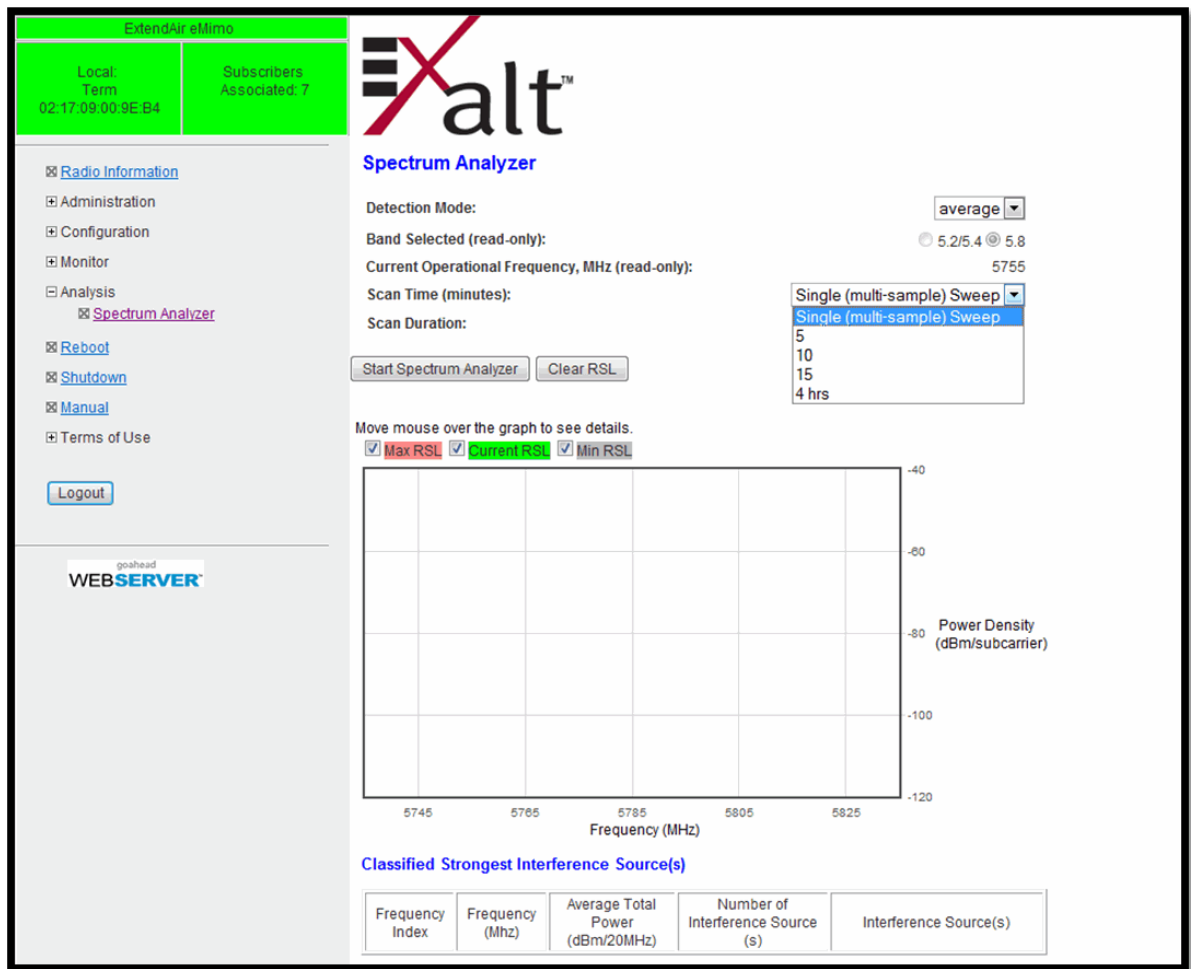 ExtendAir eMimo
Local:
Term
02:17:09:00:9E:B4
Subscribers
Associated: 7
Radio Information
Administration
Configuration
Monitor
Analysis
Spectrum Analyzer
Reboot
Shutdown
Manual
Terms of Use
Logout
goahead
WEBSERVER™
EXalt™
Spectrum Analyzer
Detection Mode:
average
Band Selected (read-only):
5.2/5.4 5.8
Current Operational Frequency, MHz (read-only):
5755
Scan Time (minutes):
Single (multi-sample) Sweep
Single (multi-sample) Sweep
5
10
15
4 hrs
Scan Duration:
Start Spectrum Analyzer Clear RSL
Move mouse over the graph to see details.
Max RSL Current RSL Min RSL
-40
-60
-80
-100
-120
Power Density
(dBm/subcarrier)
5745 5765 5785 5805 5825
Frequency (MHz)
Classified Strongest Interference Source(s)
Frequency
Index
Frequency
(Mhz)
Average Total
Power
(dBm/20MHz)
Number of
Interference Source
(s)
Interference Source(s)